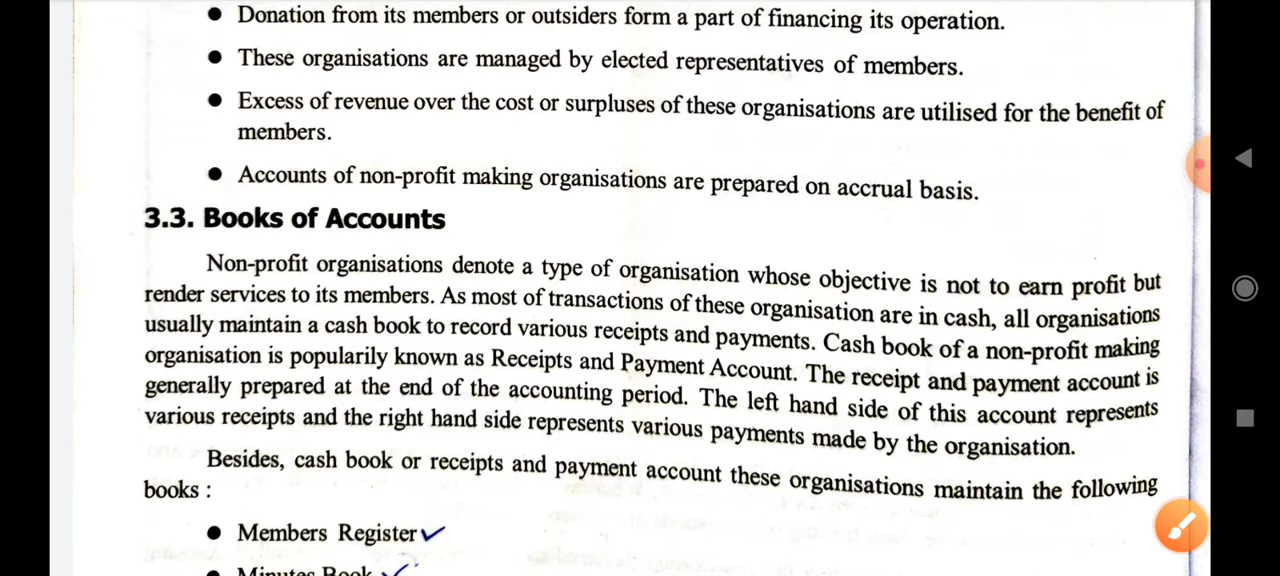 ● Donation from its members or outsiders form a part of financing its operation.
● These organisations are managed by elected representatives of members.
● Excess of revenue over the cost or surpluses of these organisations are utilised for the benefit of
members.
● Accounts of non-profit making organisations are prepared on accrual basis.
3.3. Books of Accounts
Non-profit organisations denote a type of organisation whose objective is not to earn profit but
render services to its members. As most of transactions of these organisation are in cash, all organisations
usually maintain a cash book to record various receipts and payments. Cash book of a non-profit making
organisation is popularily known as Receipts and Payment Account. The receipt and payment account is
generally prepared at the end of the accounting period. The left hand side of this account represents
various receipts and the right hand side represents various payments made by the organisation.
Besides, cash book or receipts and payment account these organisations maintain the following
books :
● Members Register
● Minutes Book